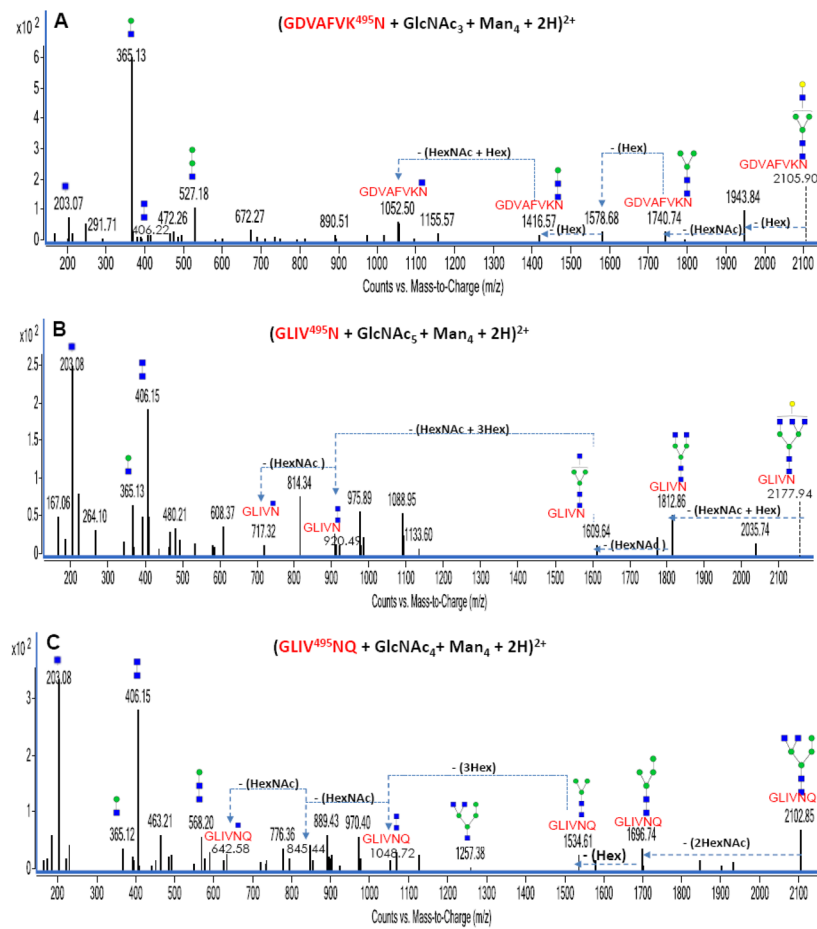 A
(GDVAFVK⁴⁹⁵N + GlcNAc₃ + Man₄ + 2H)²⁺
x10²
6
5
4
3
2
1
0
365.13
203.07
291.71
406.22
472.26
527.18
672.27
890.51
- (HexNAc + Hex)
GDVAFVKN
1052.50
1155.57
GDVAFVKN
1416.57
- (Hex)
- (Hex)
1578.68
GDVAFVKN
1740.74
- (HexNAc)
1943.84
- (Hex)
GDVAFVKN
2105.90
200 300 400 500 600 700 800 900 1000 1100 1200 1300 1400 1500 1600 1700 1800 1900 2000 2100
Counts vs. Mass-to-Charge (m/z)
B
(GLIV⁴⁹⁵N + GlcNAc₅ + Man₄ + 2H)²⁺
x10²
2.5
2
1.5
1
0.5
0
203.08
406.15
167.06
264.10
365.13
480.21
608.37
- (HexNAc )
GLIVN
717.32
814.34
GLIVN
920.49
975.89
1088.95
1133.60
- (HexNAc + 3Hex)
GLIVN
1609.64
- (HexNAc )
GLIVN
1812.86
- (HexNAc + Hex)
2035.74
GLIVN
2177.94
200 300 400 500 600 700 800 900 1000 1100 1200 1300 1400 1500 1600 1700 1800 1900 2000 2100
Counts vs. Mass-to-Charge (m/z)
C
(GLIV⁴⁹⁵NQ + GlcNAc₄+ Man₄ + 2H)²⁺
x10²
3
2
1
0
203.08
406.15
365.12
463.21
568.20
- (HexNAc)
GLIVNQ
642.58
776.36
845.44
- (HexNAc)
889.43
970.40
GLIVNQ
1048.72
- (3Hex)
1257.38
GLIVNQ
1534.61
- (Hex)
GLIVNQ
1696.74
- (2HexNAc)
GLIVNQ
2102.85
200 300 400 500 600 700 800 900 1000 1100 1200 1300 1400 1500 1600 1700 1800 1900 2000 2100
Counts vs. Mass-to-Charge (m/z)